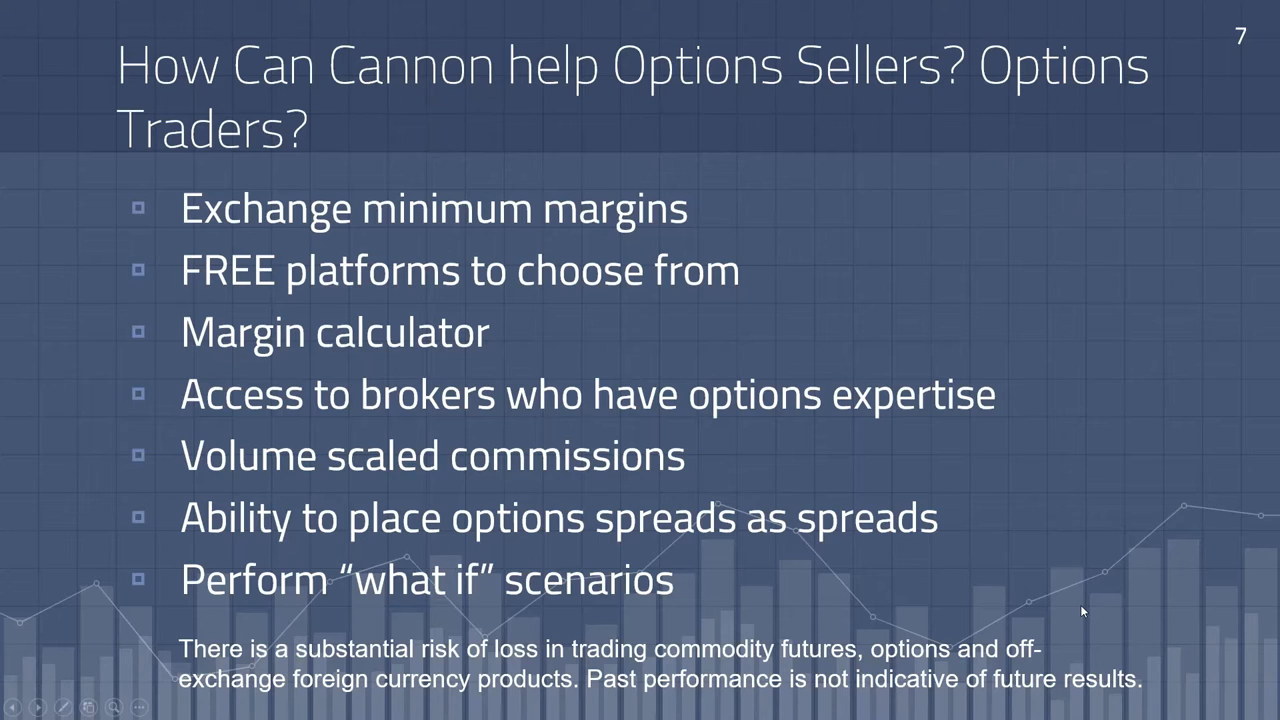 7
How Can Cannon help Options Sellers? Options
Traders?
Exchange minimum margins
FREE platforms to choose from
Margin calculator
Access to brokers who have options expertise
Volume scaled commissions
Ability to place options spreads as spreads
Perform “what if” scenarios
There is a substantial risk of loss in trading commodity futures, options and off-
exchange foreign currency products. Past performance is not indicative of future results.